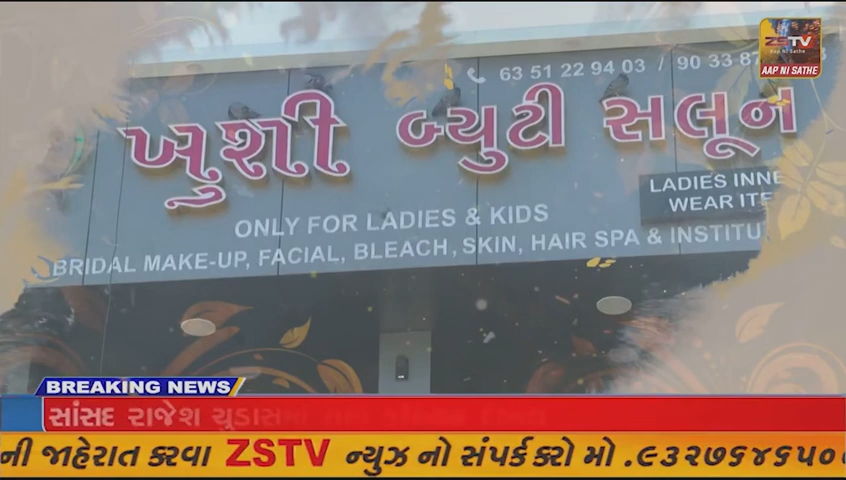 ZSTV
Aap Ni Sathe
AAP NI SATHE
63 51 22 94 03 / 90 33 87
ખુશી બ્યુટી સલૂન
LADIES INNE
WEAR ITE
ONLY FOR LADIES & KIDS
BRIDAL MAKE-UP, FACIAL, BLEACH, SKIN, HAIR SPA & INSTITU
BREAKING NEWS
સાંસદ રાજેશ
ની જાહેરાત કરવા ZSTV ન્યુઝ નો સંપર્ક કરો મો .૯૩૨૭૬૪૬૫૦